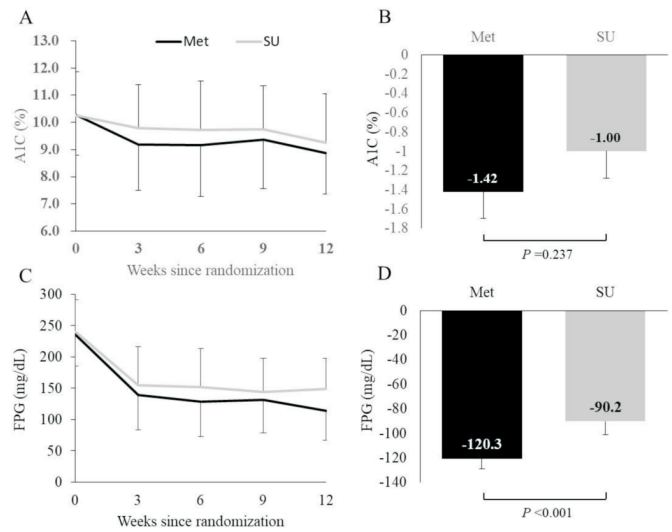 A
Met SU
A1C (%)
13.0
12.0
11.0
10.0
9.0
8.0
7.0
6.0
0 3 6 9 12
Weeks since randomization
B
Met SU
A1C (%)
0
-0.2
-0.4
-0.6
-0.8
-1
-1.2
-1.4
-1.6
-1.8
-1.42
-1.00
P =0.237
C
FPG (mg/dL)
300
250
200
150
100
50
0
0 3 6 9 12
Weeks since randomization
D
Met SU
FPG (mg/dL)
0
-20
-40
-60
-80
-100
-120
-140
-120.3
-90.2
P <0.001